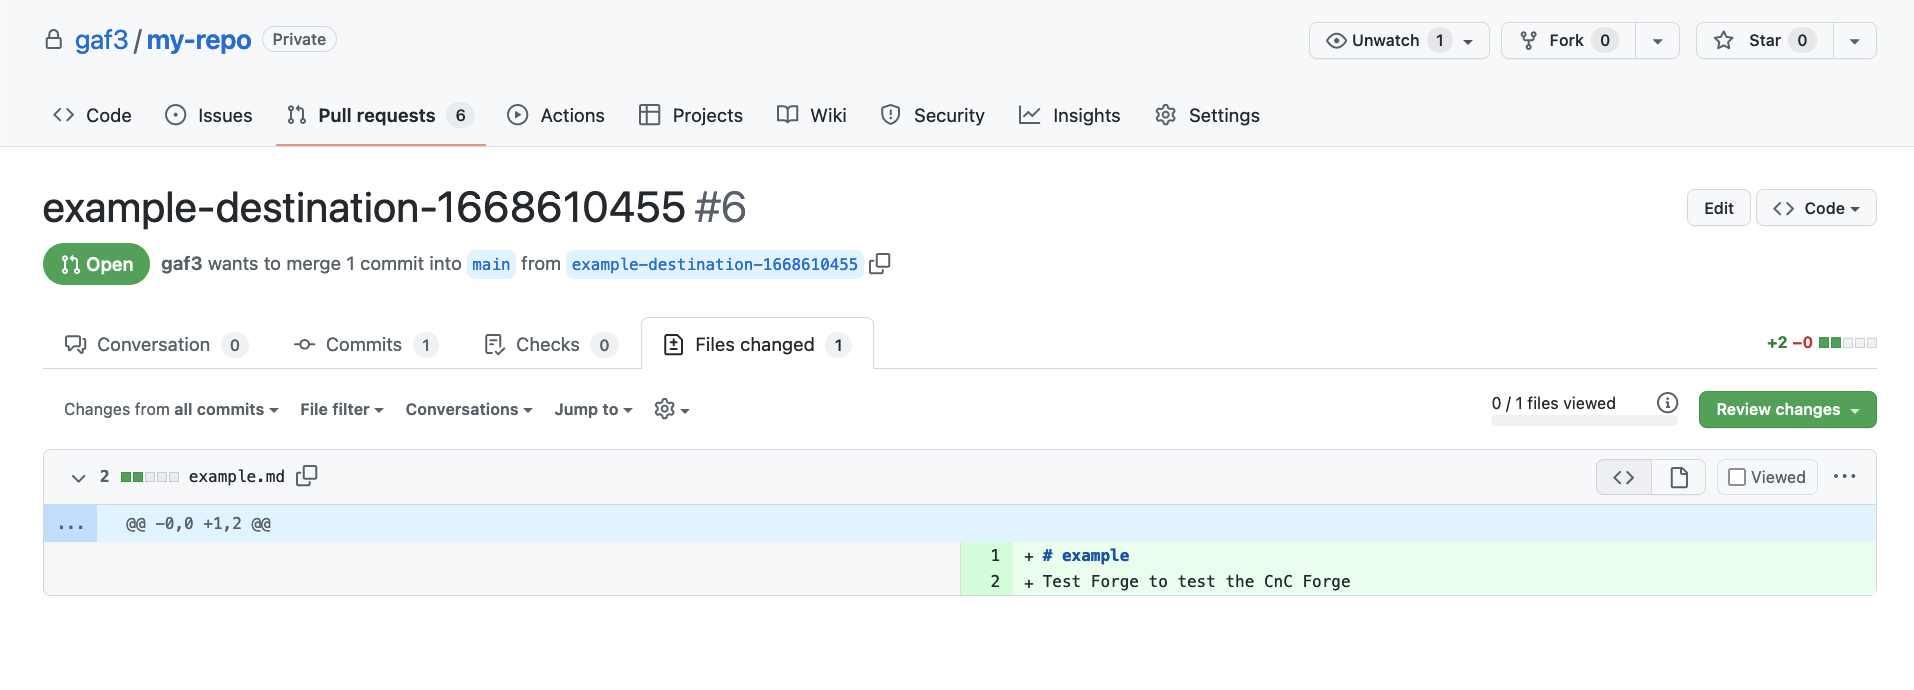 gaf3 / my-repo Private Unwatch 1 Fork 0 Star 0
Code Issues Pull requests 6 Actions Projects Wiki Security Insights Settings
example-destination-1668610455 #6 Edit Code
Open gaf3 wants to merge 1 commit into main from example-destination-1668610455
Conversation 0 Commits 1 Checks 0 Files changed 1 +2 −0
Changes from all commits File filter Conversations Jump to 0 / 1 files viewed Review changes
2 example.md Viewed ...
... @@ -0,0 +1,2 @@
1 + # example
2 + Test Forge to test the CnC Forge